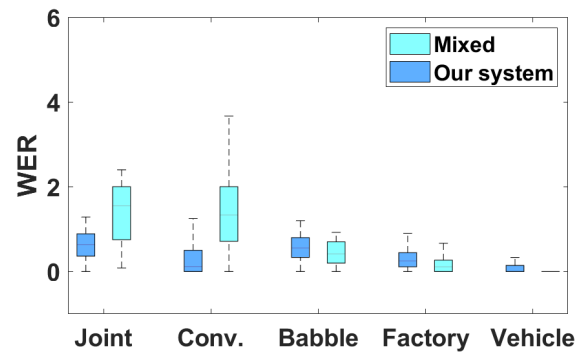 6
4
2
0
WER
Mixed
Our system
Joint Conv. Babble Factory Vehicle